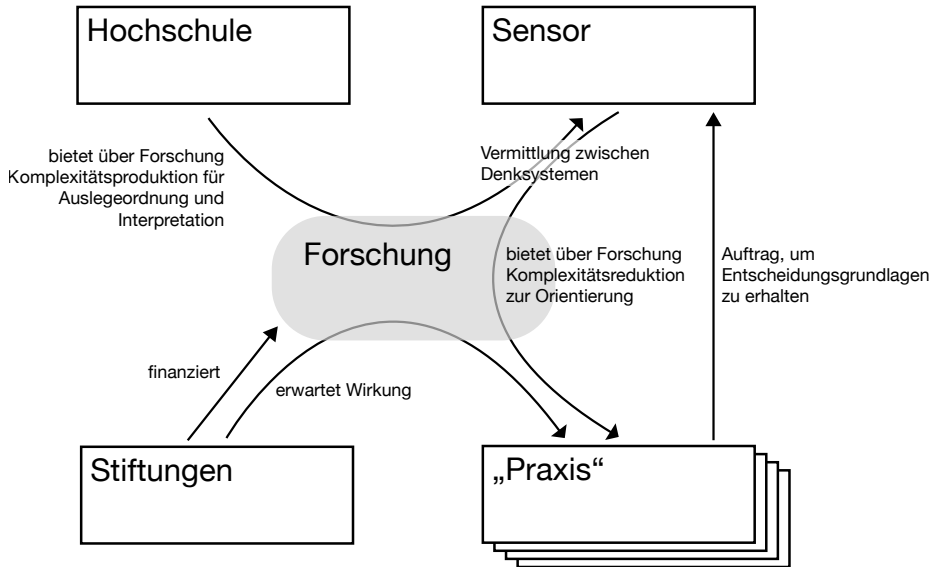 Hochschule
Sensor
bietet über Forschung
Komplexitätsproduktion für
Auslegeordnung und
Interpretation
Vermittlung zwischen
Denksystemen
Forschung
bietet über Forschung
Komplexitätsreduktion
zur Orientierung
Auftrag, um
Entscheidungsgrundlagen
zu erhalten
finanziert
erwartet Wirkung
Stiftungen
„Praxis“